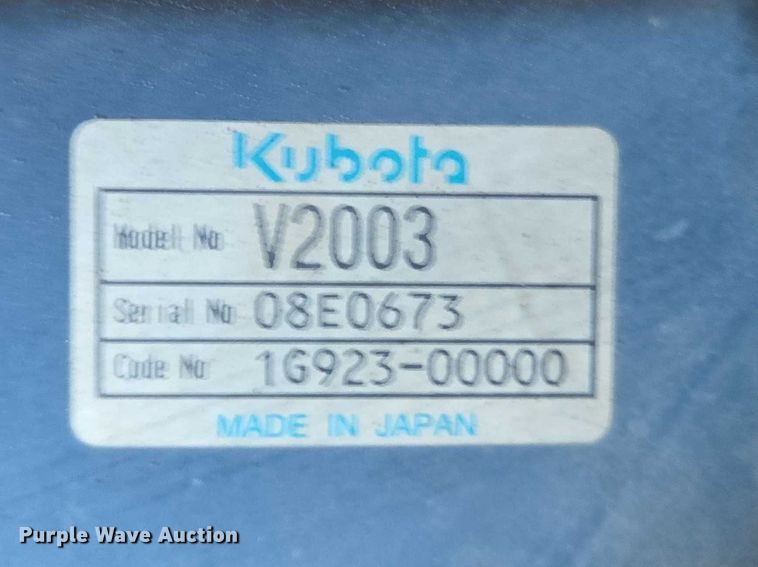 Kubota
Model No V2003
Serial No 08E0673
Code No 1G923-00000
MADE IN JAPAN
Purple Wave Auction